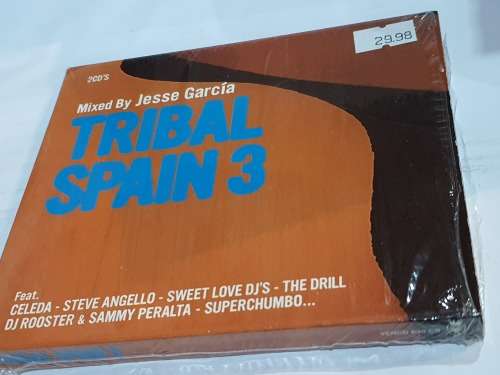 29.98
2CD'S
Mixed By Jesse García
TRIBAL
SPAIN 3
Feat.
CELEDA - STEVE ANGELLO - SWEET LOVE DJ'S - THE DRILL
DJ ROOSTER & SAMMY PERALTA - SUPERCHUMBO...